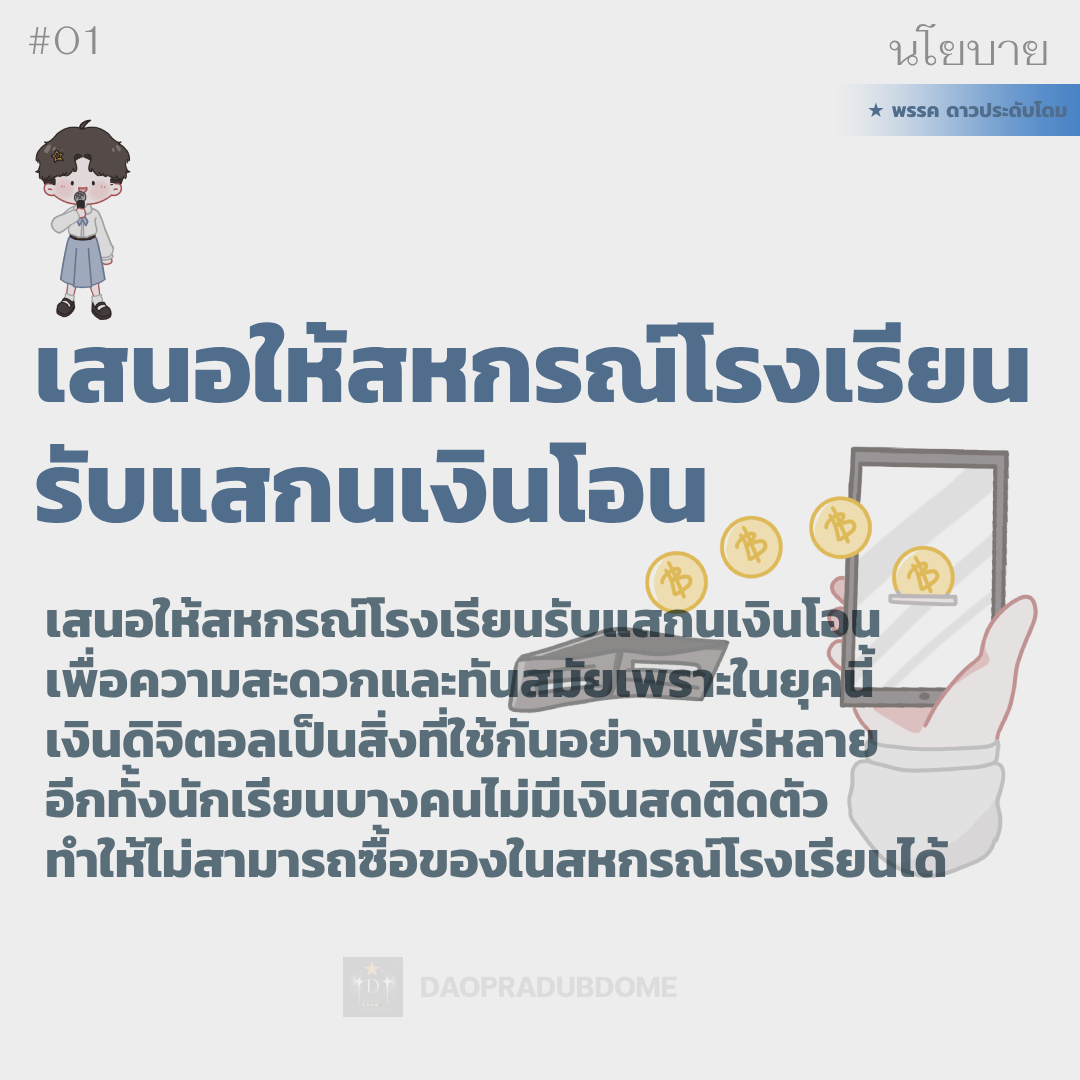 #01
นโยบาย
★ พรรค ดาวประดับโดม
เสนอให้สหกรณ์โรงเรียน
รับแสกนเงินโอน
เสนอให้สหกรณ์โรงเรียนรับแสกนเงินโอน
เพื่อความสะดวกและทันสมัยเพราะในยุคนี้
เงินดิจิตอลเป็นสิ่งที่ใช้กันอย่างแพร่หลาย
อีกทั้งนักเรียนบางคนไม่มีเงินสดติดตัว
ทำให้ไม่สามารถซื้อของในสหกรณ์โรงเรียนได้
D
DAOPRADUBDOME